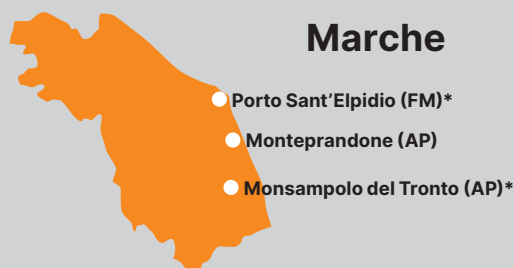 Marche
Porto Sant’Elpidio (FM)*
Monteprandone (AP)
Monsampolo del Tronto (AP)*